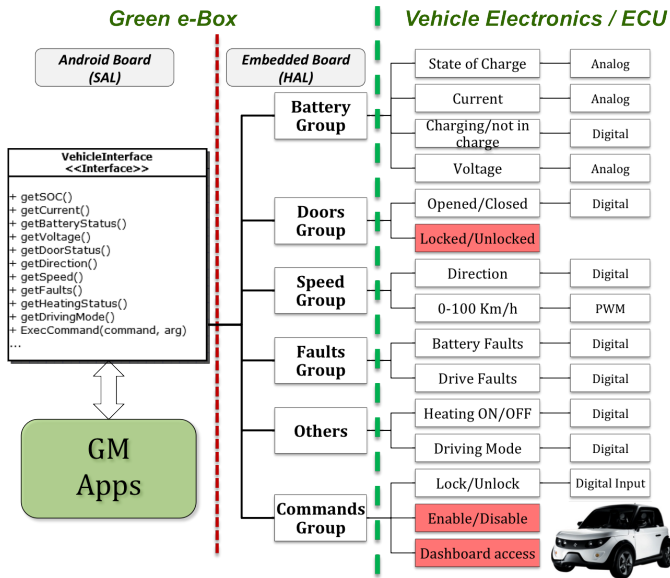 Green e-Box
Vehicle Electronics / ECU
Android Board
(SAL)
Embedded Board
(HAL)
VehicleInterface
<<Interface>>
+ getSOC()
+ getCurrent()
+ getBatteryStatus()
+ getVoltage()
+ getDoorStatus()
+ getDirection()
+ getSpeed()
+ getFaults()
+ getHeatingStatus()
+ getDrivingMode()
+ ExecCommand(command, arg)
...
GM
Apps
Battery
Group
State of Charge
Analog
Current
Analog
Charging/not in
charge
Digital
Voltage
Analog
Doors
Group
Opened/Closed
Digital
Locked/Unlocked
Speed
Group
Direction
Digital
0-100 Km/h
PWM
Faults
Group
Battery Faults
Digital
Drive Faults
Digital
Others
Heating ON/OFF
Digital
Driving Mode
Digital
Commands
Group
Lock/Unlock
Digital Input
Enable/Disable
Dashboard access